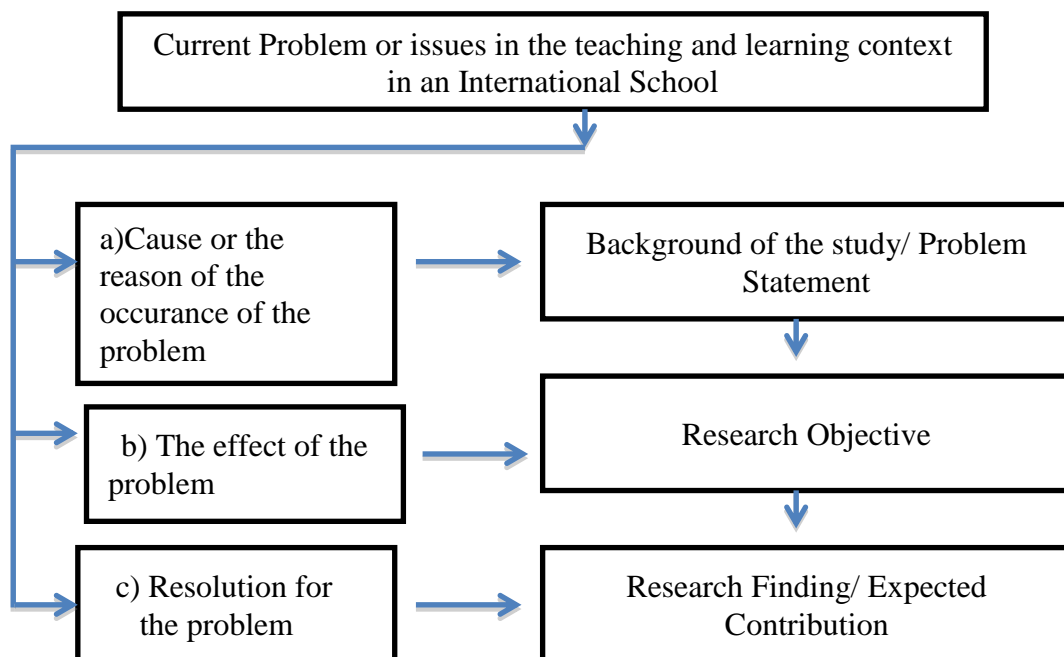 Current Problem or issues in the teaching and learning context
in an International School
a)Cause or the
reason of the
occurance of the
problem
Background of the study/ Problem
Statement
b) The effect of the
problem
Research Objective
c) Resolution for
the problem
Research Finding/ Expected
Contribution